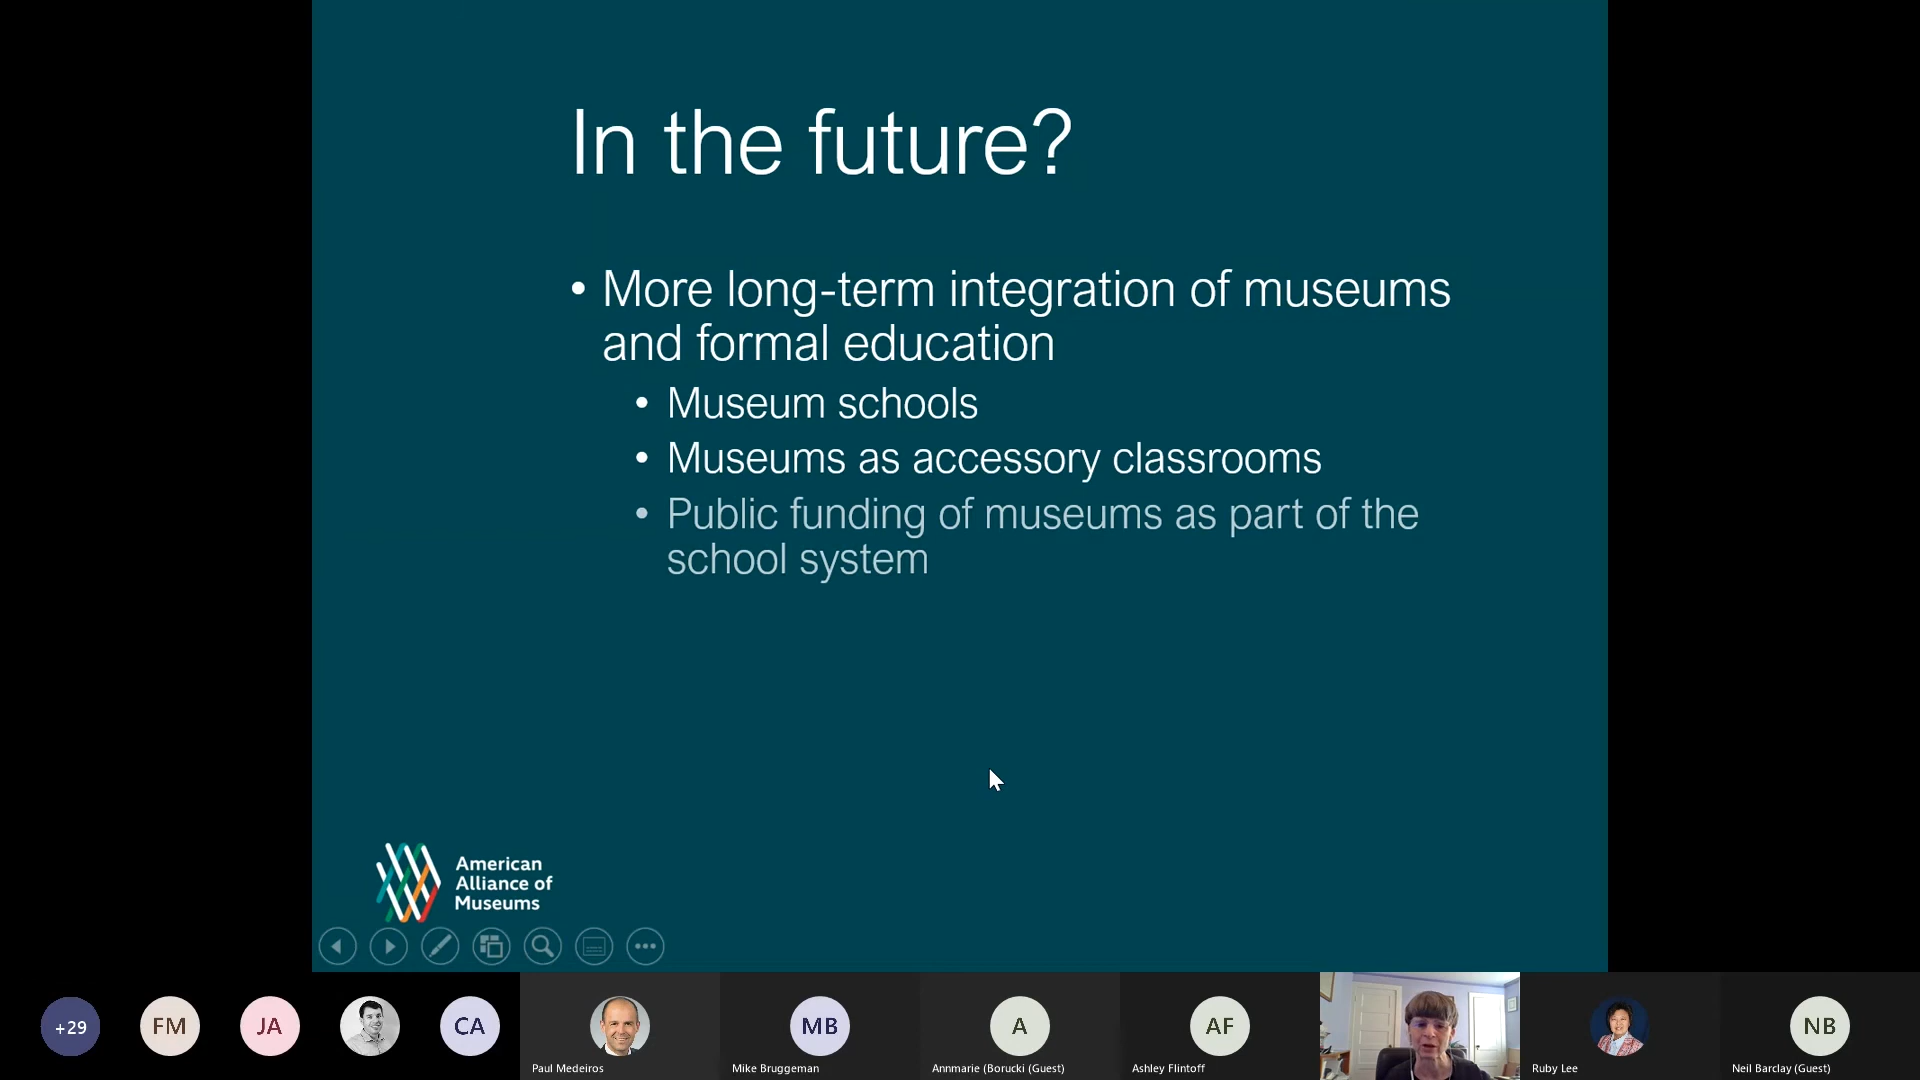 In the future?
• More long-term integration of museums
and formal education
• Museum schools
• Museums as accessory classrooms
• Public funding of museums as part of the
school system
American
Alliance of
Museums
+29
FM
JA
CA
Paul Medeiros
MB
Mike Bruggeman
A
Annmarie (Borucki (Guest)
AF
Ashley Flintoff
Ruby Lee
NB
Neil Barclay (Guest)